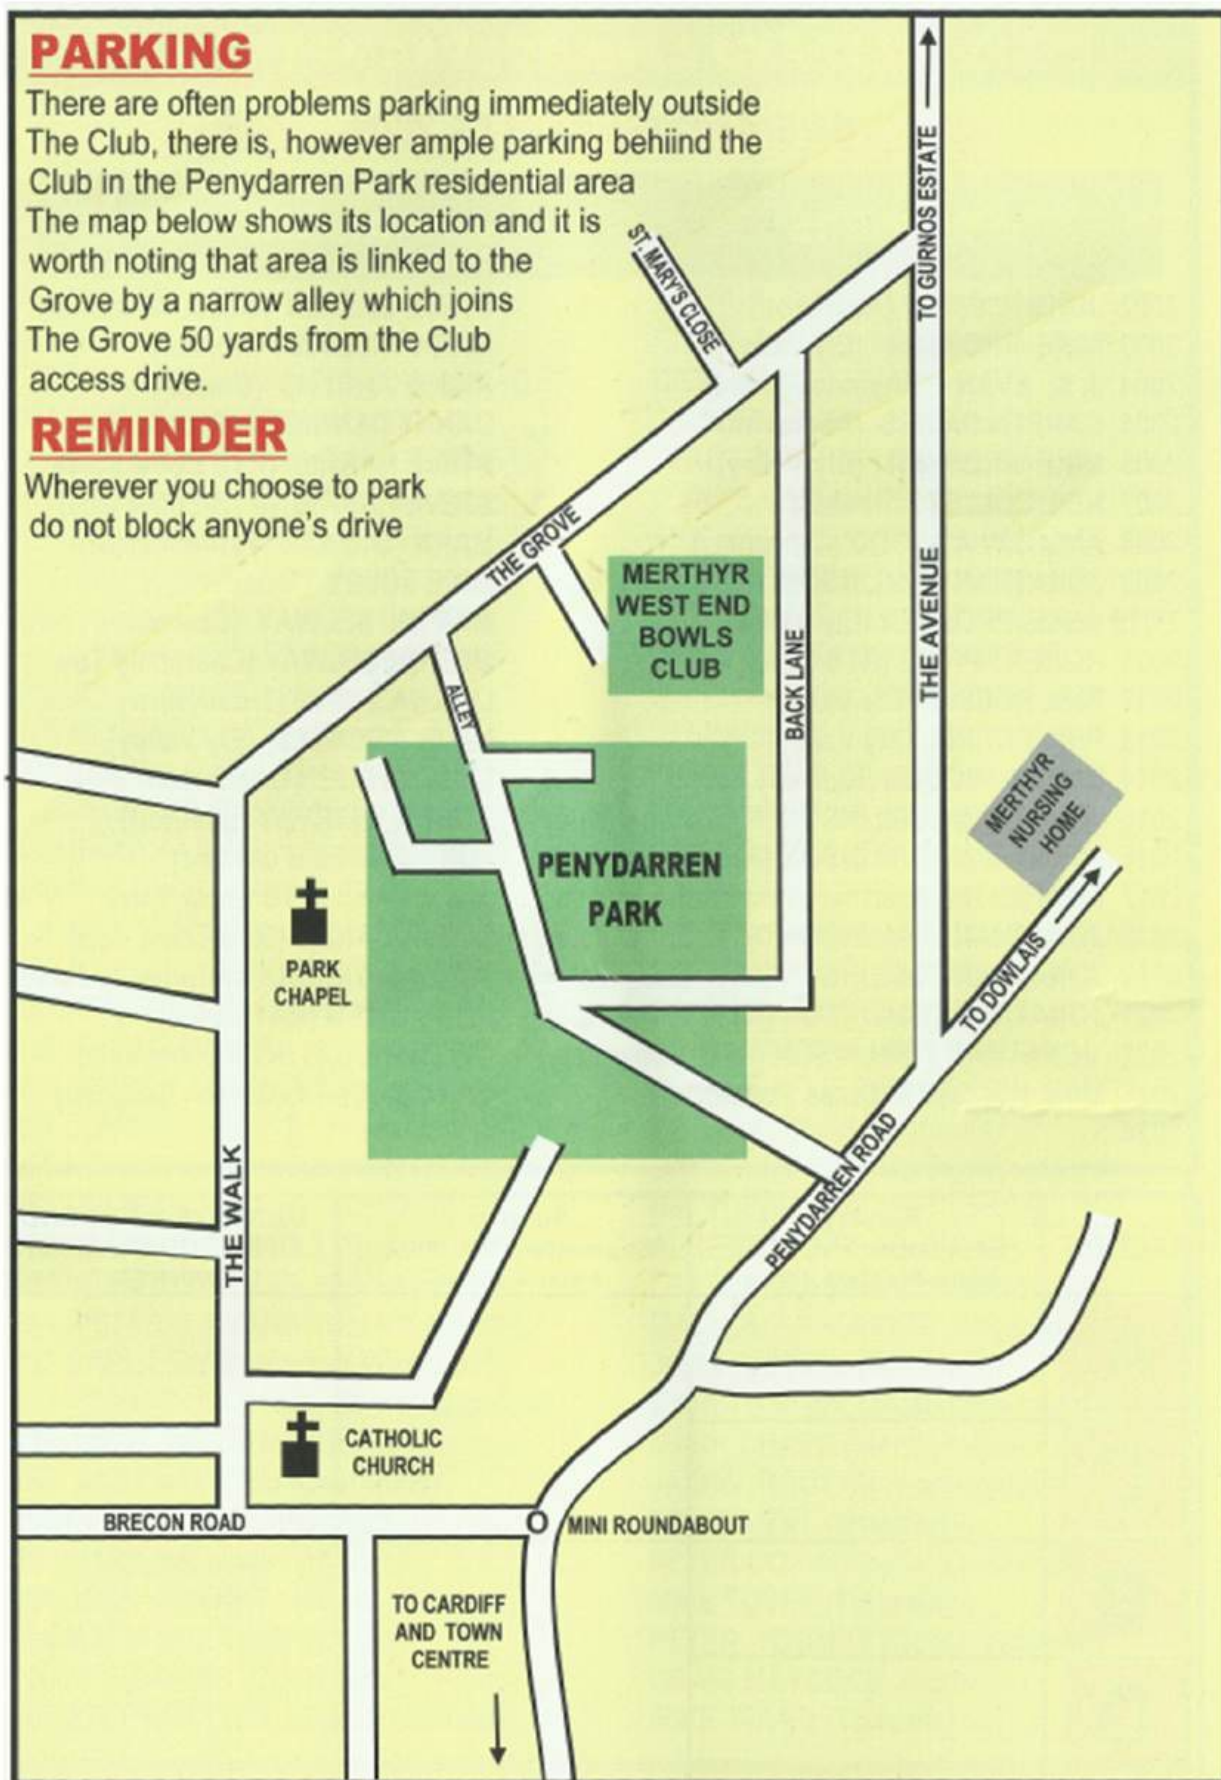 PARKING
There are often problems parking immediately outside
The Club, there is, however ample parking behiind the
Club in the Penydarren Park residential area
The map below shows its location and it is
worth noting that area is linked to the
Grove by a narrow alley which joins
The Grove 50 yards from the Club
access drive.
REMINDER
Wherever you choose to park
do not block anyone's drive
TO GURNOS ESTATE
ST. MARY'S CLOSE
THE GROVE
MERTHYR
WEST END
BOWLS
CLUB
BACK LANE
THE AVENUE
ALLEY
MERTHYR
NURSING
HOME
PENYDARREN
PARK
PARK
CHAPEL
TO DOWLAIS
THE WALK
PENYDARREN ROAD
CATHOLIC
CHURCH
BRECON ROAD
O MINI ROUNDABOUT
TO CARDIFF
AND TOWN
CENTRE